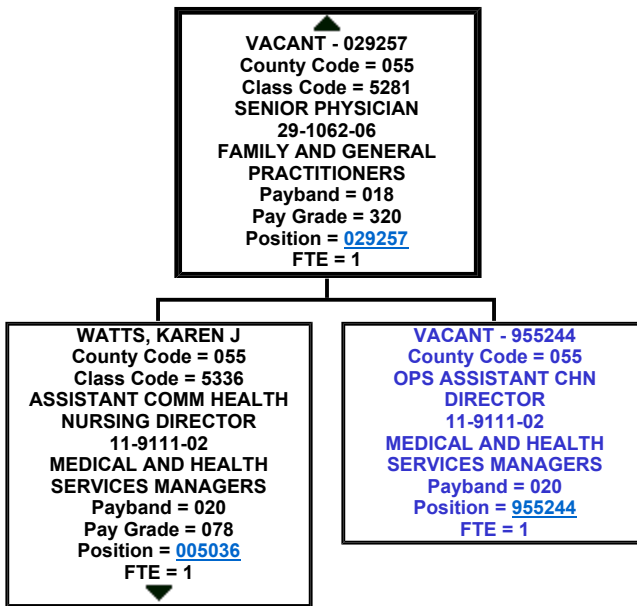 VACANT - 029257
County Code = 055
Class Code = 5281
SENIOR PHYSICIAN
29-1062-06
FAMILY AND GENERAL
PRACTITIONERS
Payband = 018
Pay Grade = 320
Position = 029257
FTE = 1
WATTS, KAREN J
County Code = 055
Class Code = 5336
ASSISTANT COMM HEALTH
NURSING DIRECTOR
11-9111-02
MEDICAL AND HEALTH
SERVICES MANAGERS
Payband = 020
Pay Grade = 078
Position = 005036
FTE = 1
VACANT - 955244
County Code = 055
OPS ASSISTANT CHN
DIRECTOR
11-9111-02
MEDICAL AND HEALTH
SERVICES MANAGERS
Payband = 020
Position = 955244
FTE = 1